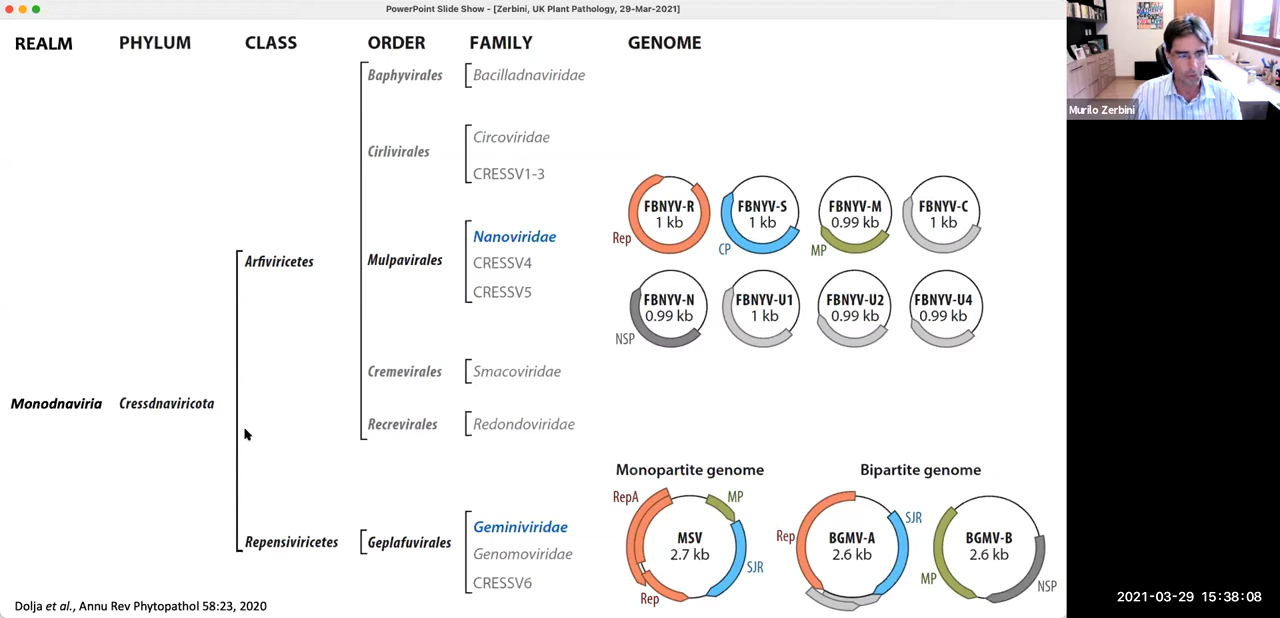 PowerPoint Slide Show - [Zerbini, UK Plant Pathology, 29-Mar-2021]
REALM PHYLUM CLASS ORDER FAMILY GENOME
Baphyvirales Bacilladnaviridae
Circoviridae
Cirlivirales
CRESSV1-3
FBNYV-R FBNYV-S FBNYV-M FBNYV-C
1 kb 1 kb 0.99 kb 1 kb
Rep CP MP
Nanoviridae
Arfiviricetes Mulpavirales CRESSV4
CRESSV5
FBNYV-N FBNYV-U1 FBNYV-U2 FBNYV-U4
0.99 kb 1 kb 0.99 kb 0.99 kb
NSP
Cremevirales Smacoviridae
Monodnaviria Cressdnaviricota
Recrevirales Redondoviridae
Monopartite genome Bipartite genome
RepA MP
SJR
Geminiviridae
Repensiviricetes Geplafuvirales Genomoviridae
CRESSV6
MSV Rep BGMV-A BGMV-B
2.7 kb 2.6 kb 2.6 kb
SJR MP NSP
Rep
Dolja et al., Annu Rev Phytopathol 58:23, 2020
Murilo Zerbini
2021-03-29 15:38:08